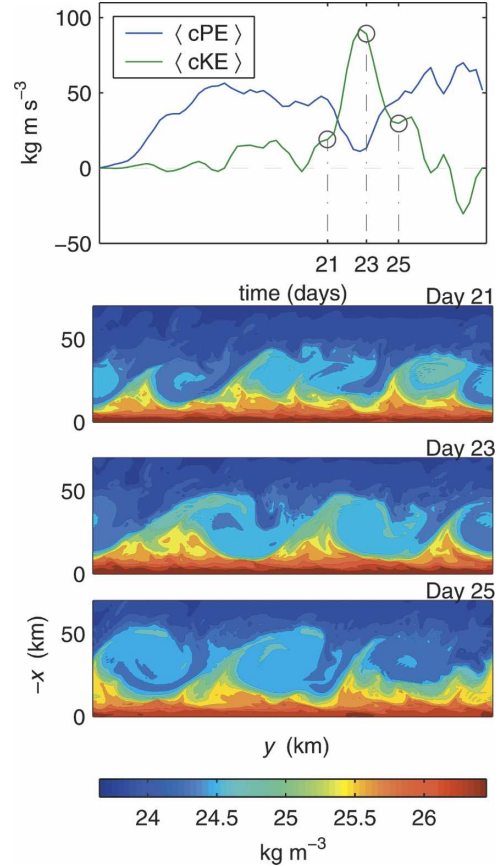 100
⟨ cPE ⟩
⟨ cKE ⟩
50
0
−50
kg m s⁻³
21 23 25
time (days)
Day 21
50
0
Day 23
50
0
Day 25
50
0
−x (km)
y (km)
24 24.5 25 25.5 26
kg m⁻³